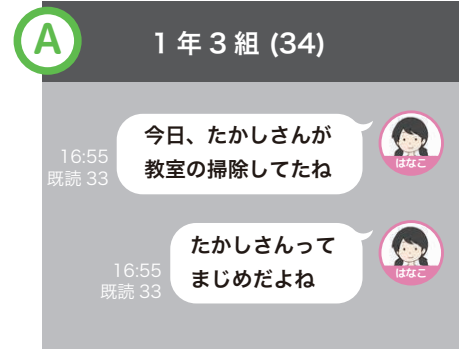 A
1年3組 (34)
今日、たかしさんが
教室の掃除してたね
16:55
既読 33
はなこ
たかしさんって
まじめだよね
16:55
既読 33
はなこ